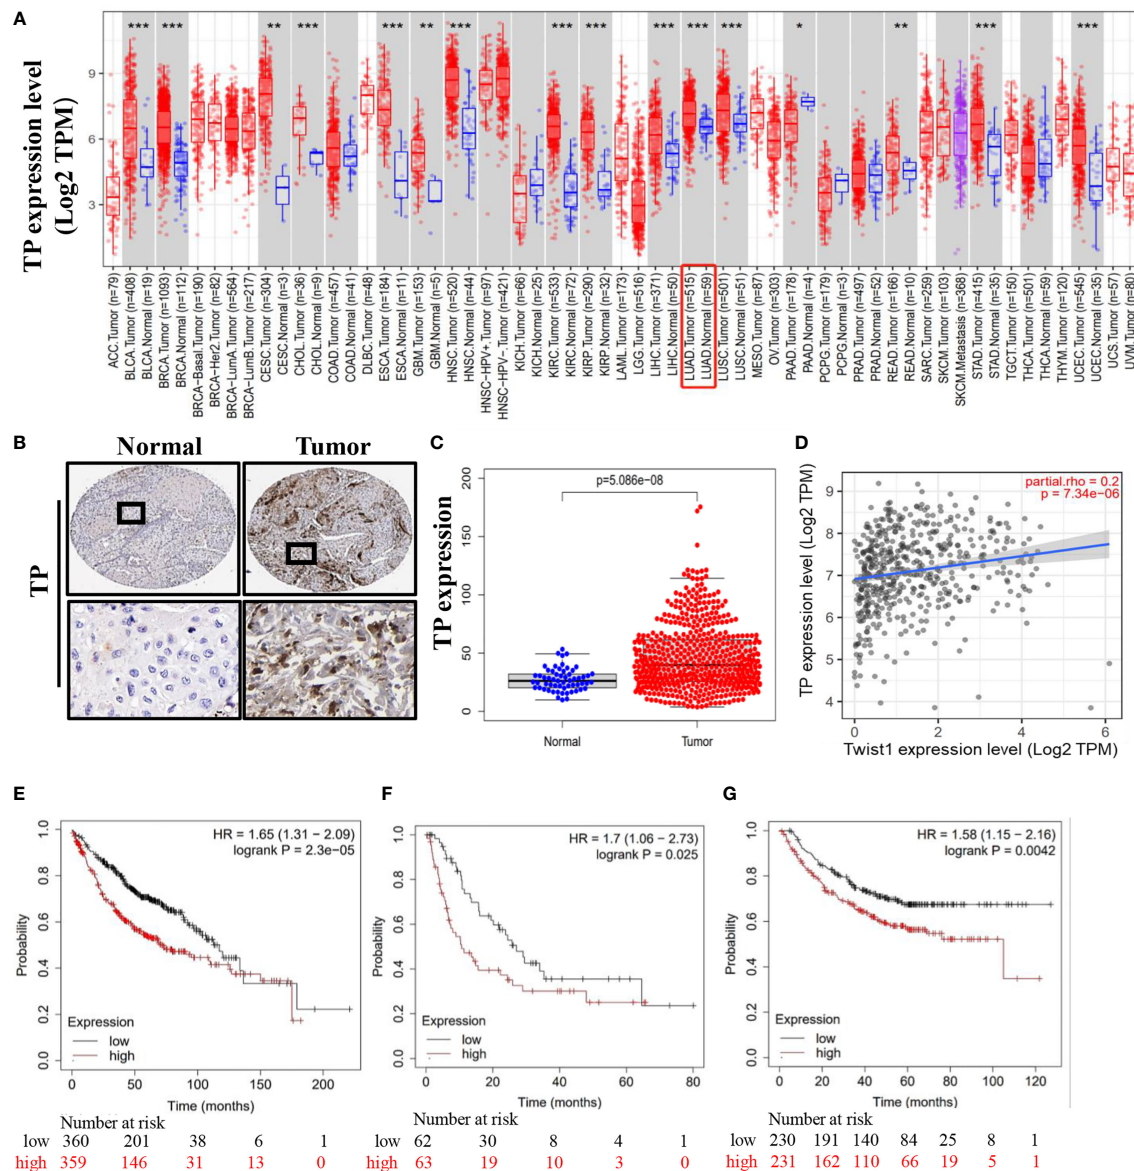 A
TP expression level
(Log2 TPM)
*** *** ** *** *** ** *** *** *** *** *** *** * ** *** ***
9
6
3
ACC.Tumor (n=79)
BLCA.Tumor (n=408)
BLCA.Normal (n=19)
BRCA.Tumor (n=1093)
BRCA.Normal (n=112)
BRCA-Basal.Tumor (n=190)
BRCA-Her2.Tumor (n=82)
BRCA-LumA.Tumor (n=564)
BRCA-LumB.Tumor (n=217)
CESC.Tumor (n=304)
CESC.Normal (n=3)
CHOL.Tumor (n=36)
CHOL.Normal (n=9)
COAD.Tumor (n=457)
COAD.Normal (n=41)
DLBC.Tumor (n=48)
ESCA.Tumor (n=184)
ESCA.Normal (n=11)
GBM.Tumor (n=153)
GBM.Normal (n=5)
HNSC.Tumor (n=520)
HNSC.Normal (n=44)
HNSC-HPV+.Tumor (n=97)
HNSC-HPV-.Tumor (n=421)
KICH.Tumor (n=66)
KICH.Normal (n=25)
KIRC.Tumor (n=533)
KIRC.Normal (n=72)
KIRP.Tumor (n=290)
KIRP.Normal (n=32)
LAML.Tumor (n=173)
LGG.Tumor (n=516)
LIHC.Tumor (n=371)
LIHC.Normal (n=50)
LUAD.Tumor (n=515)
LUAD.Normal (n=59)
LUSC.Tumor (n=501)
LUSC.Normal (n=51)
MESO.Tumor (n=87)
OV.Tumor (n=303)
PAAD.Tumor (n=178)
PAAD.Normal (n=4)
PCPG.Tumor (n=179)
PCPG.Normal (n=3)
PRAD.Tumor (n=497)
PRAD.Normal (n=52)
READ.Tumor (n=166)
READ.Normal (n=10)
SARC.Tumor (n=259)
SKCM.Tumor (n=103)
SKCM.Metastasis (n=368)
STAD.Tumor (n=415)
STAD.Normal (n=35)
TGCT.Tumor (n=150)
THCA.Tumor (n=501)
THCA.Normal (n=59)
THYM.Tumor (n=120)
UCEC.Tumor (n=545)
UCEC.Normal (n=35)
UCS.Tumor (n=57)
UVM.Tumor (n=80)
B
Normal Tumor
TP
C
TP expression
200
150
100
50
0
p=5.086e-08
Normal Tumor
D
TP expression level (Log2 TPM)
partial.rho = 0.2
p = 7.34e-06
9
8
7
6
5
4
0 2 4 6
Twist1 expression level (Log2 TPM)
E
HR = 1.65 (1.31 − 2.09)
logrank P = 2.3e−05
Probability
1.0
0.8
0.6
0.4
0.2
0.0
Expression
low
high
0 50 100 150 200
Time (months)
Number at risk
low 360 201 38 6 1
high 359 146 31 13 0
F
HR = 1.7 (1.06 − 2.73)
logrank P = 0.025
Probability
1.0
0.8
0.6
0.4
0.2
0.0
Expression
low
high
0 20 40 60 80
Time (months)
Number at risk
low 62 30 8 4 1
high 63 19 10 3 0
G
HR = 1.58 (1.15 − 2.16)
logrank P = 0.0042
Probability
1.0
0.8
0.6
0.4
0.2
0.0
Expression
low
high
0 20 40 60 80 100 120
Time (months)
Number at risk
low 230 191 140 84 25 8 1
high 231 162 110 66 19 5 1